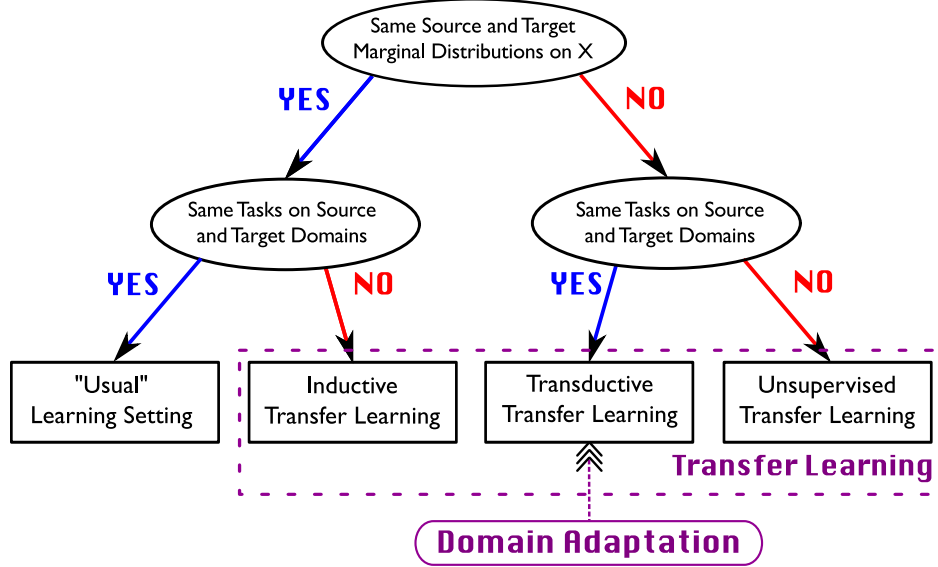 Same Source and Target
Marginal Distributions on X
YES
NO
Same Tasks on Source
and Target Domains
Same Tasks on Source
and Target Domains
YES
NO
YES
NO
"Usual"
Learning Setting
Inductive
Transfer Learning
Transductive
Transfer Learning
Unsupervised
Transfer Learning
Transfer Learning
Domain Adaptation